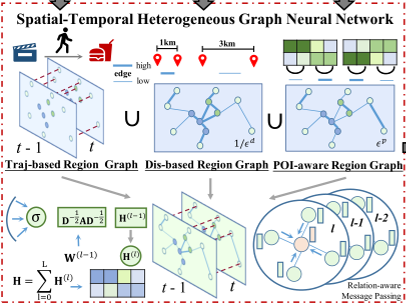 Spatial-Temporal Heterogeneous Graph Neural Network
1km
3km
edge
high
low
t - 1
t
∪
1/ϵ^d
∪
ϵ^p
Traj-based Region Graph
Dis-based Region Graph
POI-aware Region Graph
σ
D^{-1/2}AD^{-1/2}
H^{(l-1)}
W^{(l-1)}
H^{(l)}
H = ∑_{l=0}^{L} H^{(l)}
t - 1
t
l
l-1
l-2
Relation-aware
Message Passing